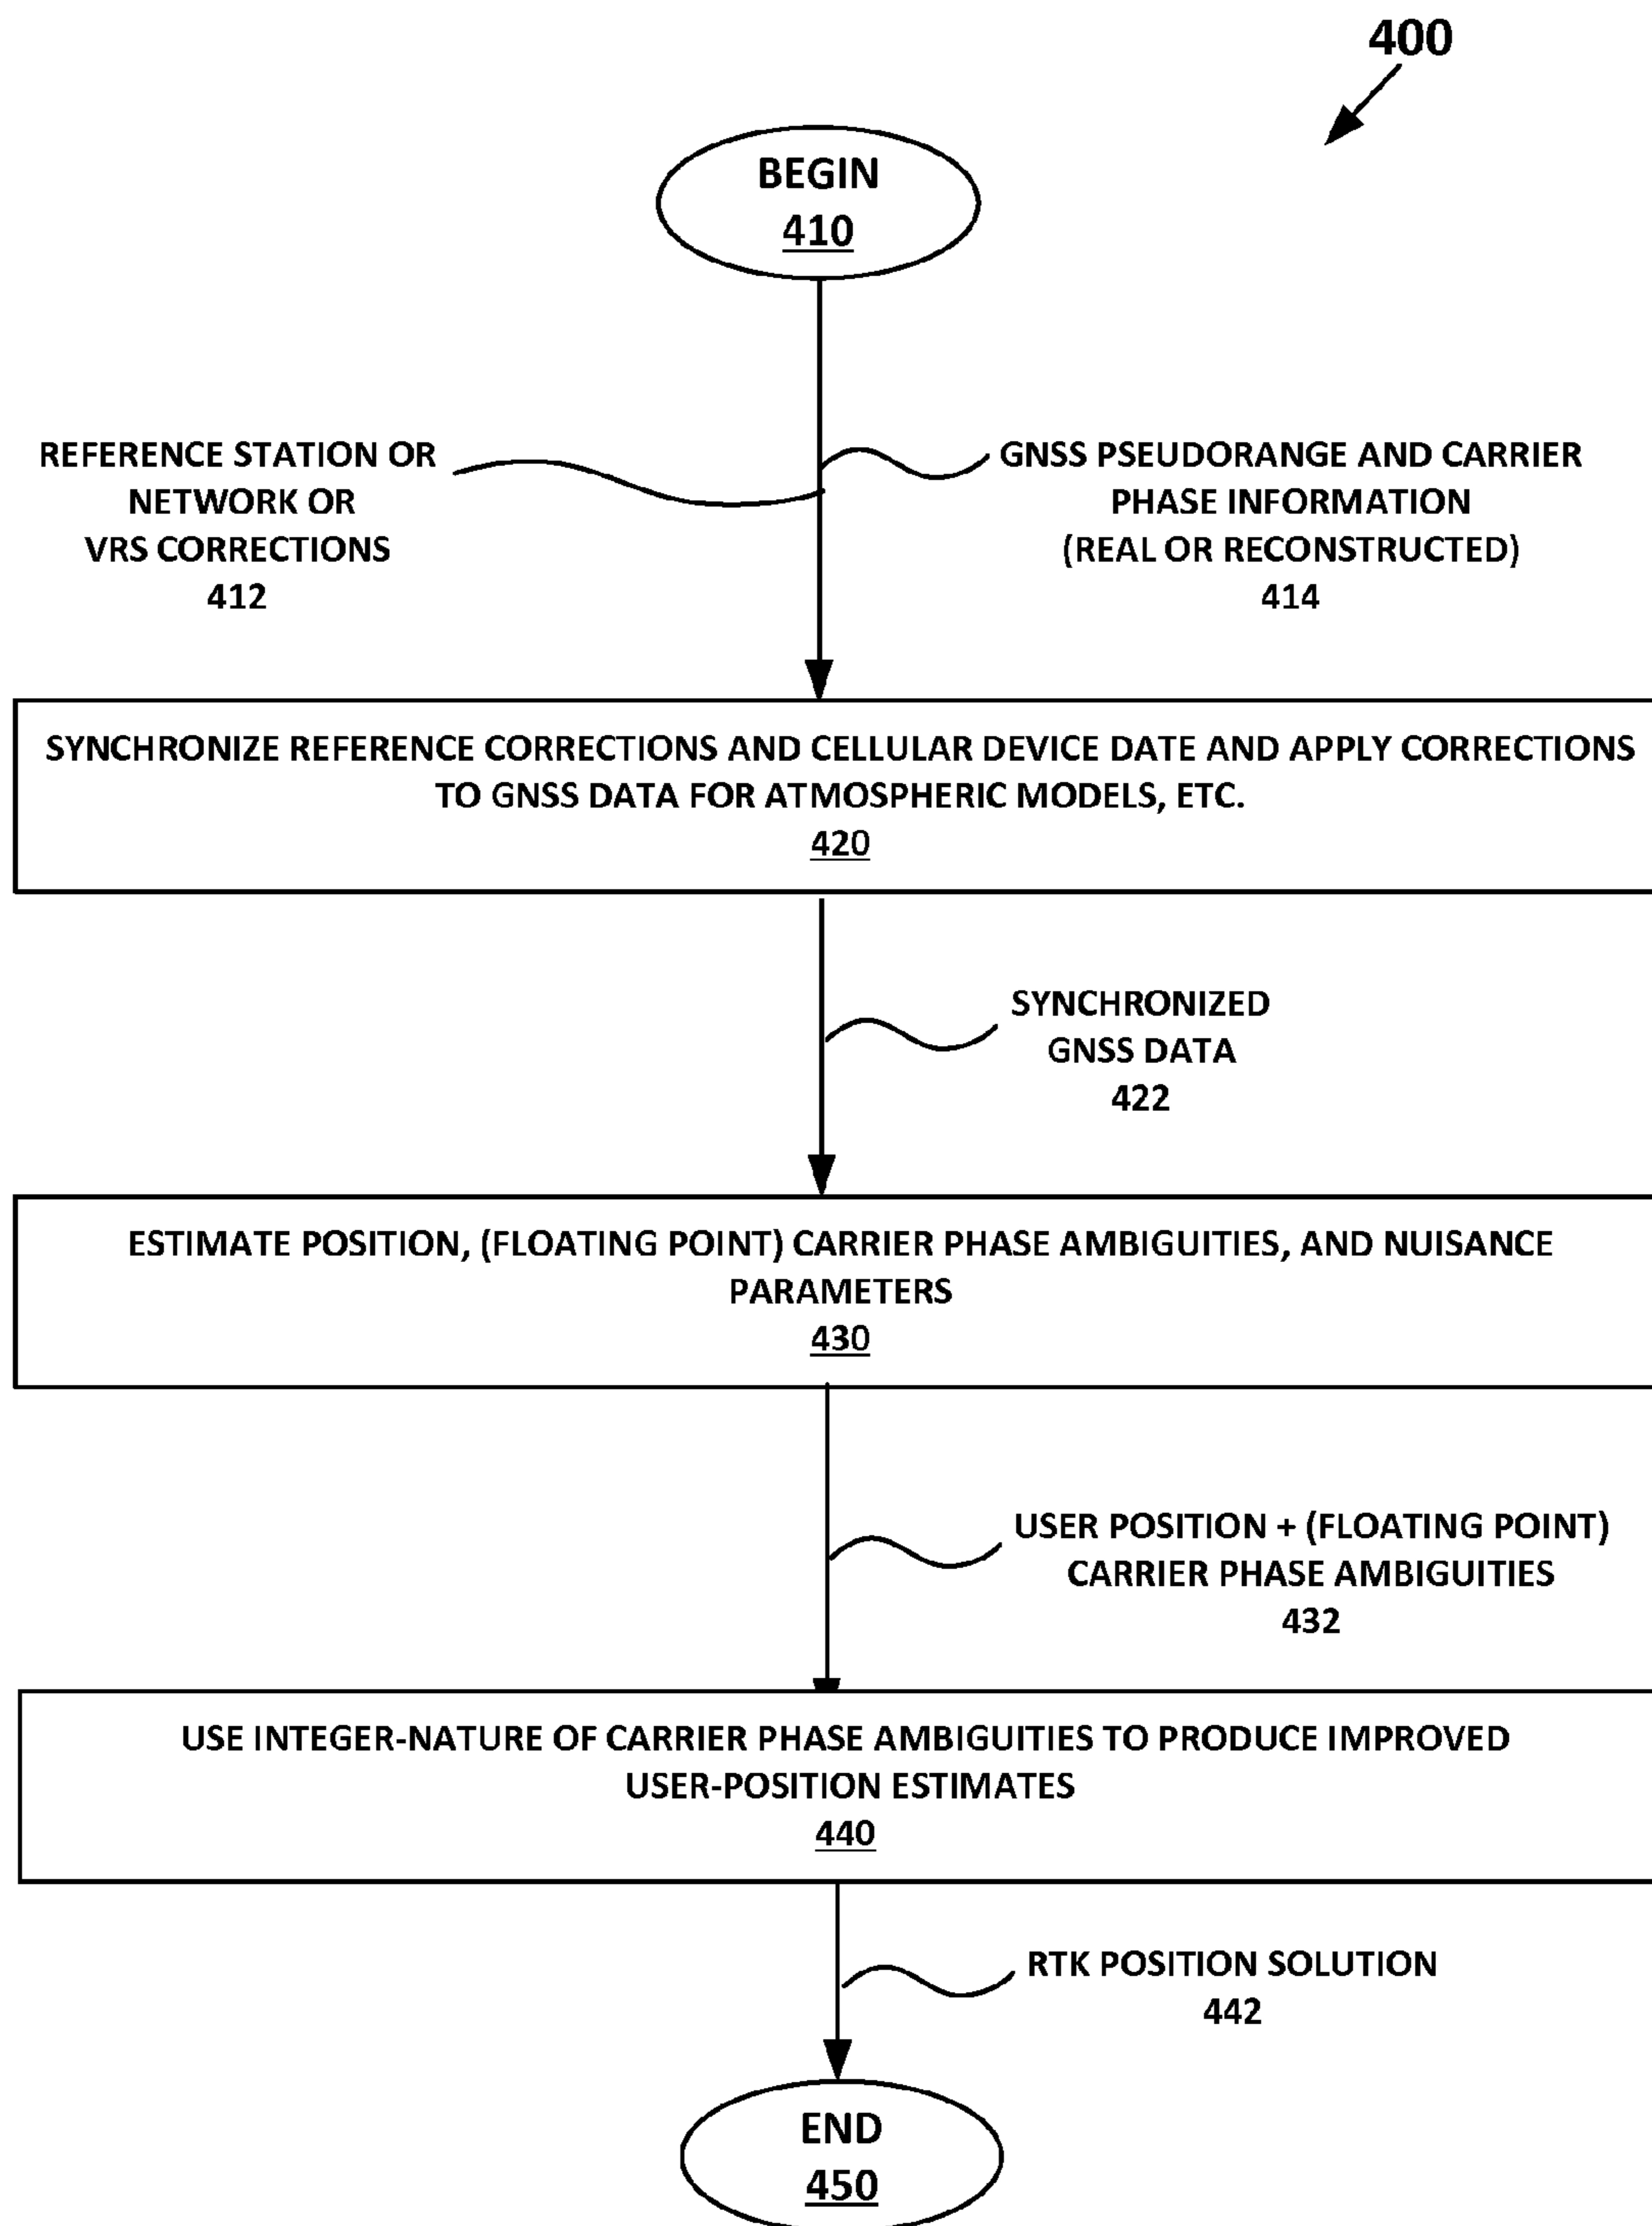 400
BEGIN
410
REFERENCE STATION OR
NETWORK OR
VRS CORRECTIONS
412
GNSS PSEUDORANGE AND CARRIER
PHASE INFORMATION
(REAL OR RECONSTRUCTED)
414
SYNCHRONIZE REFERENCE CORRECTIONS AND CELLULAR DEVICE DATE AND APPLY CORRECTIONS
TO GNSS DATA FOR ATMOSPHERIC MODELS, ETC.
420
SYNCHRONIZED
GNSS DATA
422
ESTIMATE POSITION, (FLOATING POINT) CARRIER PHASE AMBIGUITIES, AND NUISANCE
PARAMETERS
430
USER POSITION + (FLOATING POINT)
CARRIER PHASE AMBIGUITIES
432
USE INTEGER-NATURE OF CARRIER PHASE AMBIGUITIES TO PRODUCE IMPROVED
USER-POSITION ESTIMATES
440
RTK POSITION SOLUTION
442
END
450